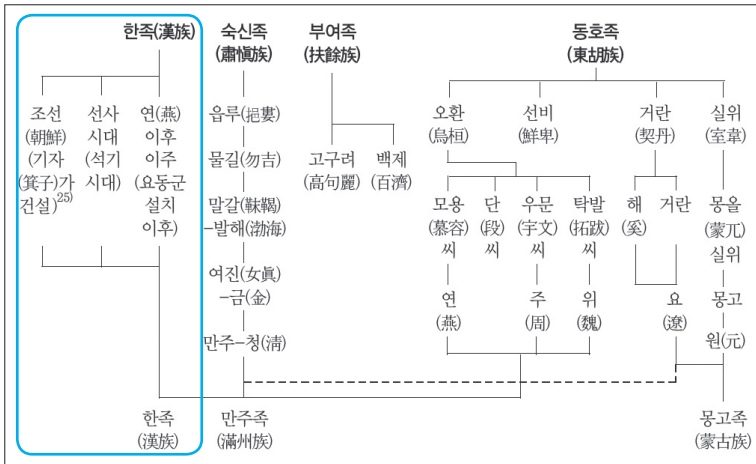 한족(漢族)
숙신족
(肅愼族)
부여족
(扶餘族)
동호족
(東胡族)
조선
(朝鮮)
(기자
(箕子)가
건설)25)
선사
시대
(석기
시대)
연(燕)
이후
이주
(요동군
설치
이후)
읍루(挹婁)
물길(勿吉)
말갈(靺鞨)
-발해(渤海)
여진(女眞)
-금(金)
만주-청(淸)
고구려
(高句麗)
백제
(百濟)
오환
(烏桓)
선비
(鮮卑)
거란
(契丹)
실위
(室韋)
모용
(慕容)
씨
단
(段)
씨
우문
(宇文)
씨
탁발
(拓跋)
씨
해
(奚)
거란
몽올
(蒙兀)
실위
연
(燕)
주
(周)
위
(魏)
요
(遼)
몽고
원(元)
한족
(漢族)
만주족
(滿州族)
몽고족
(蒙古族)